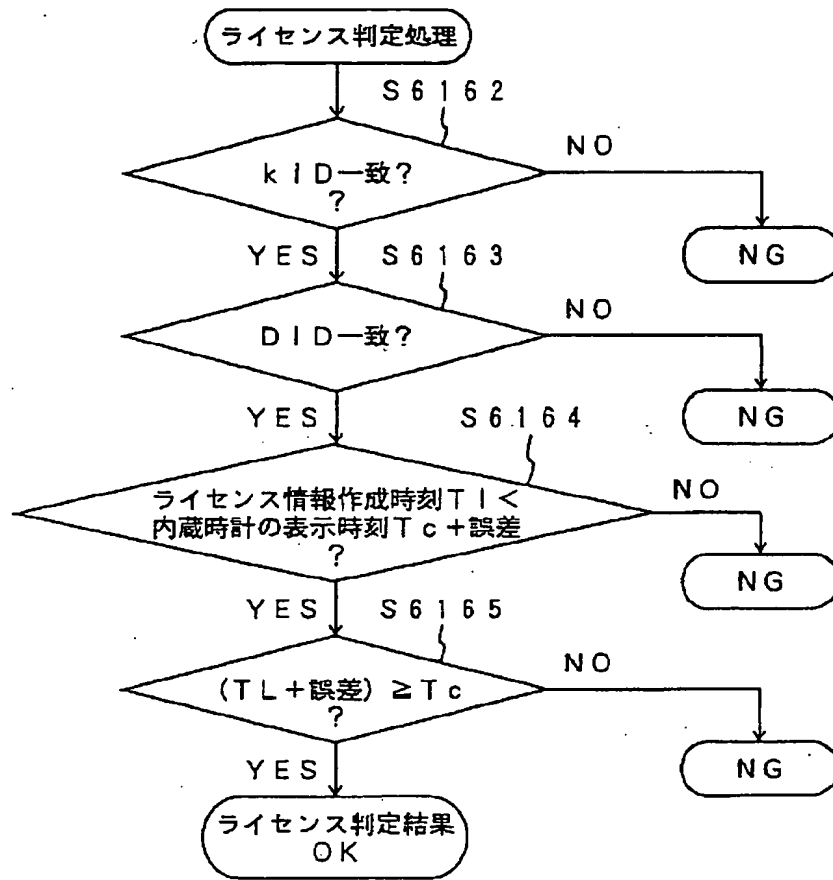 ライセンス判定処理
S6162
kID一致?
?
NO
NG
YES
S6163
DID一致?
NO
NG
YES
S6164
ライセンス情報作成時刻Tl<
内蔵時計の表示時刻Tc+誤差
?
NO
NG
YES
S6165
(TL+誤差)≧Tc
?
NO
NG
YES
ライセンス判定結果
OK